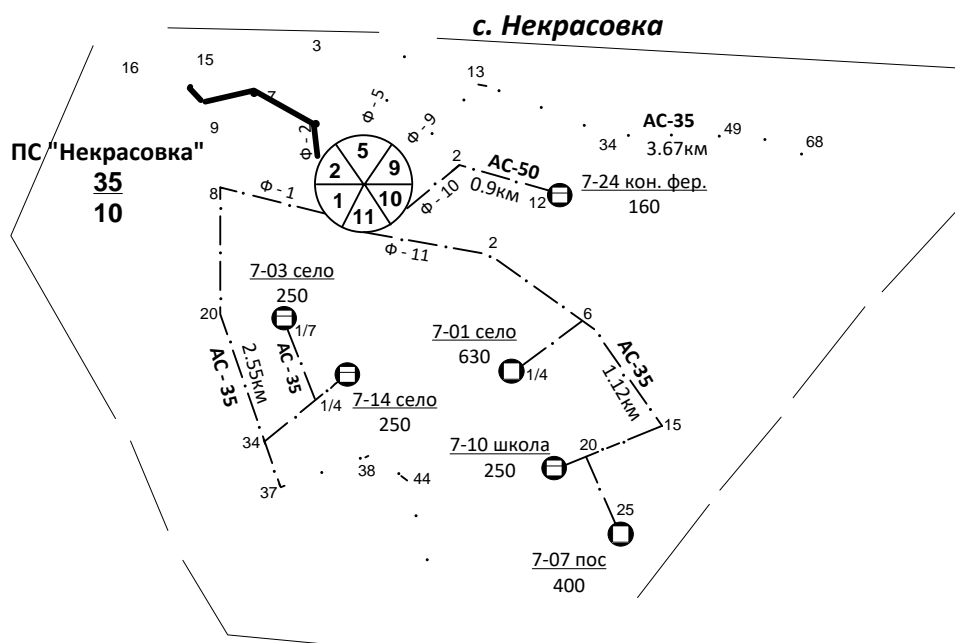 с. Некрасовка
3
16
15
7
13
9
Ф - 2
Ф - 5
Ф - 9
АС-35
34
49
68
3.67км
ПС "Некрасовка"
35
10
5
2
9
1
10
11
2
АС-50
0.9км
12
7-24 кон. фер.
160
8
Ф - 1
Ф - 10
Ф - 11
2
7-03 село
250
1/7
20
АС - 35
2.55км
АС - 35
6
7-01 село
630
1/4
АС-35
1.12км
1/4
7-14 село
250
34
15
20
7-10 школа
250
38
44
37
25
7-07 пос
400